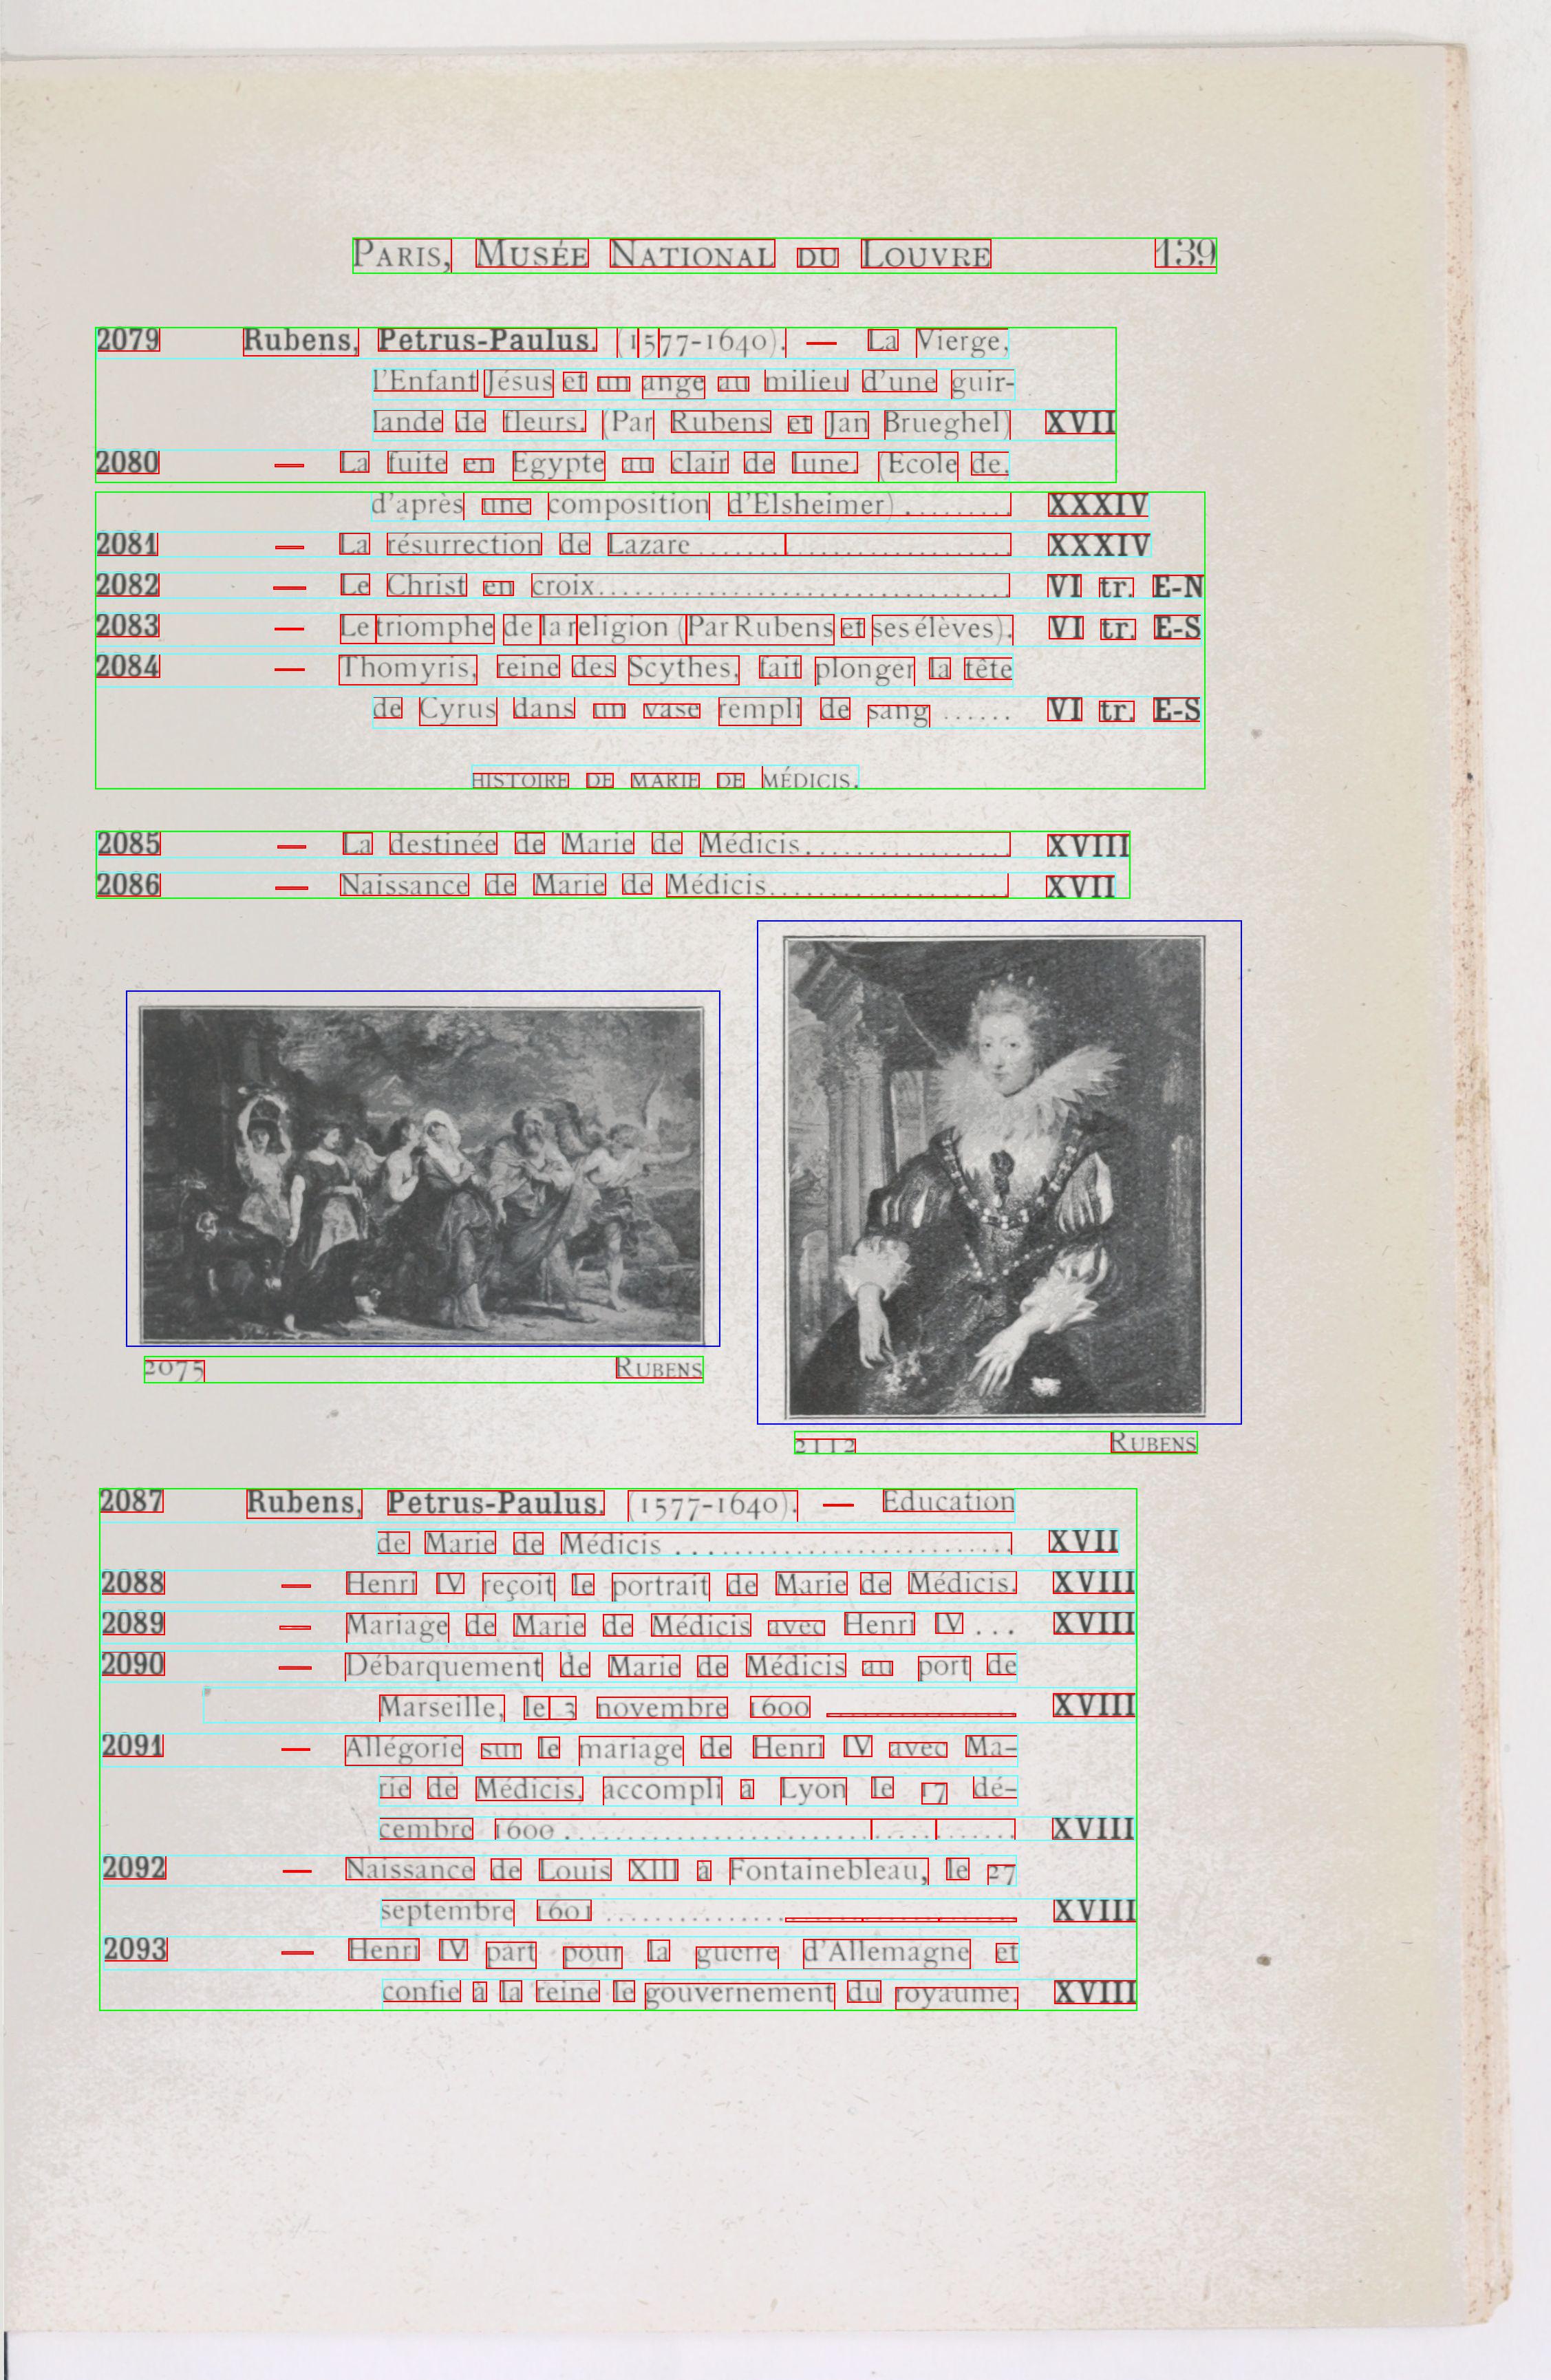 PARIS, MUSÉE NATIONAL DU LOUVRE 139
2079 Rubens, Petrus-Paulus. (1577-1640). — La Vierge,
l'Enfant Jésus et un ange au milieu d'une guir-
lande de fleurs. (Par Rubens et Jan Brueghel) XVII
2080 — La fuite en Egypte au clair de lune. (Ecole de,
d'après une composition d'Elsheimer) ........ XXXIV
2081 — La résurrection de Lazare ...................... XXXIV
2082 — Le Christ en croix.............................. VI tr. E-N
2083 — Le triomphe de la religion (Par Rubens et ses élèves). VI tr. E-S
2084 — Thomyris, reine des Scythes, fait plonger la tête
de Cyrus dans un vase rempli de sang ...... VI tr. E-S
HISTOIRE DE MARIE DE MÉDICIS.
2085 — La destinée de Marie de Médicis............... XVIII
2086 — Naissance de Marie de Médicis.................. XVII
2075 RUBENS
2112 RUBENS
2087 Rubens, Petrus-Paulus. (1577-1640). — Education
de Marie de Médicis ......................... XVII
2088 — Henri IV reçoit le portrait de Marie de Médicis. XVIII
2089 — Mariage de Marie de Médicis avec Henri IV ... XVIII
2090 — Débarquement de Marie de Médicis au port de
Marseille, le 3 novembre 1600 .............. XVIII
2091 — Allégorie sur le mariage de Henri IV avec Ma-
rie de Médicis, accompli à Lyon le 17 dé-
cembre 1600 ................................. XVIII
2092 — Naissance de Louis XIII à Fontainebleau, le 27
septembre 1601 .............................. XVIII
2093 — Henri IV part pour la guerre d'Allemagne et
confie à la reine le gouvernement du royaume. XVIII